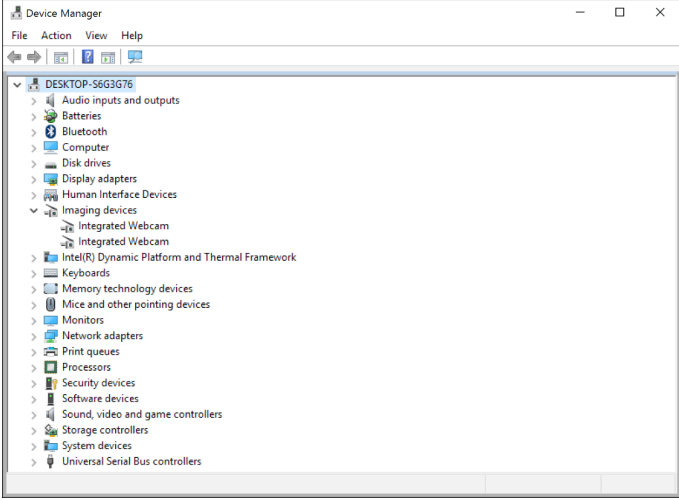 Device Manager
File Action View Help
DESKTOP-S6G3G76
Audio inputs and outputs
Batteries
Bluetooth
Computer
Disk drives
Display adapters
Human Interface Devices
Imaging devices
Integrated Webcam
Integrated Webcam
Intel(R) Dynamic Platform and Thermal Framework
Keyboards
Memory technology devices
Mice and other pointing devices
Monitors
Network adapters
Print queues
Processors
Security devices
Software devices
Sound, video and game controllers
Storage controllers
System devices
Universal Serial Bus controllers